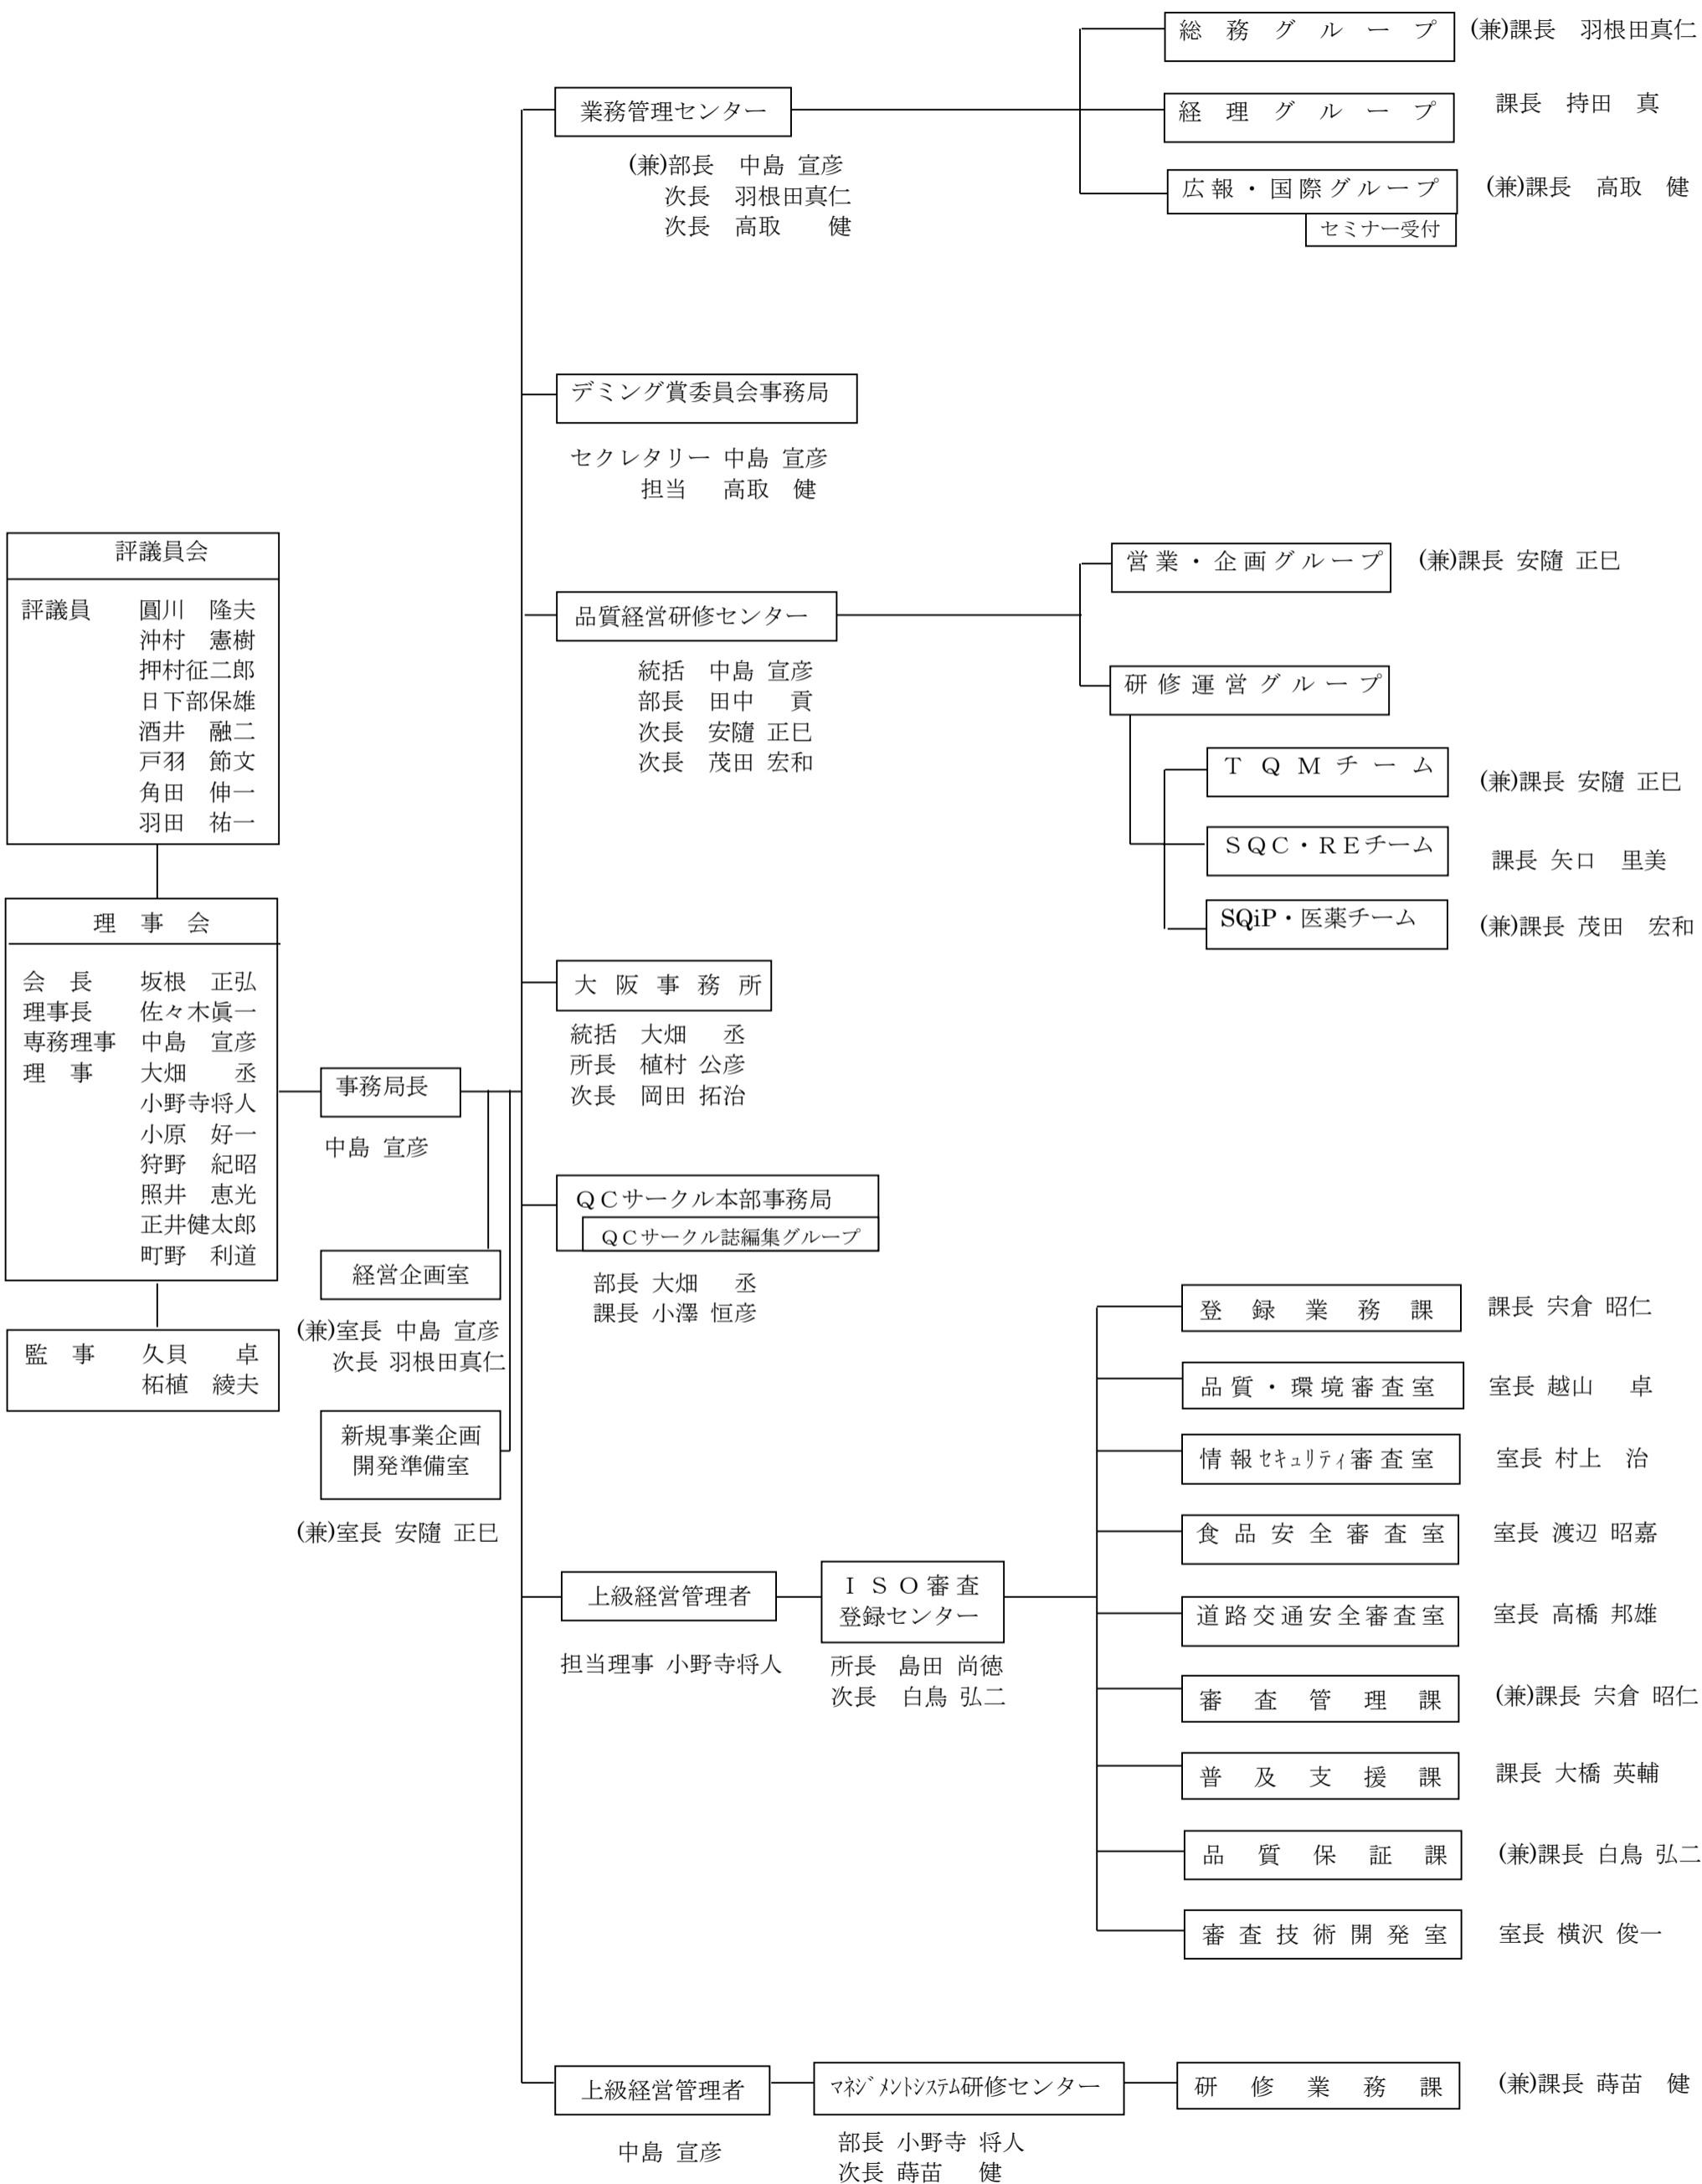 総務グループ (兼)課長 羽根田真仁
業務管理センター
経理グループ 課長 持田 真
(兼)部長 中島 宣彦
次長 羽根田真仁
次長 高取 健
広報・国際グループ (兼)課長 高取 健
セミナー受付
デミング賞委員会事務局
セクレタリー 中島 宣彦
担当 高取 健
評議員会
評議員 圓川 隆夫
沖村 憲樹
押村征二郎
日下部保雄
酒井 融二
戸羽 節文
角田 伸一
羽田 祐一
営業・企画グループ (兼)課長 安隨 正巳
品質経営研修センター
統括 中島 宣彦
部長 田中 貢
次長 安隨 正巳
次長 茂田 宏和
研修運営グループ
TQMチーム (兼)課長 安隨 正巳
SQC・REチーム 課長 矢口 里美
SQiP・医薬チーム (兼)課長 茂田 宏和
理事会
会長 坂根 正弘
理事長 佐々木眞一
専務理事 中島 宣彦
理事 大畑 丞
小野寺将人
小原 好一
狩野 紀昭
照井 恵光
正井健太郎
町野 利道
大阪事務所
統括 大畑 丞
所長 植村 公彦
次長 岡田 拓治
事務局長
中島 宣彦
QCサークル本部事務局
QCサークル誌編集グループ
部長 大畑 丞
課長 小澤 恒彦
経営企画室
(兼)室長 中島 宣彦
次長 羽根田真仁
監事 久貝 卓
柘植 綾夫
新規事業企画
開発準備室
(兼)室長 安隨 正巳
上級経営管理者
担当理事 小野寺将人
ISO審査
登録センター
所長 島田 尚徳
次長 白鳥 弘二
登録業務課 課長 宍倉 昭仁
品質・環境審査室 室長 越山 卓
情報ｾｷｭﾘﾃｨ審査室 室長 村上 治
食品安全審査室 室長 渡辺 昭嘉
道路交通安全審査室 室長 高橋 邦雄
審査管理課 (兼)課長 宍倉 昭仁
普及支援課 課長 大橋 英輔
品質保証課 (兼)課長 白鳥 弘二
審査技術開発室 室長 横沢 俊一
上級経営管理者
中島 宣彦
ﾏﾈｼﾞﾒﾝﾄｼｽﾃﾑ研修センター
部長 小野寺 将人
次長 蒔苗 健
研修業務課 (兼)課長 蒔苗 健